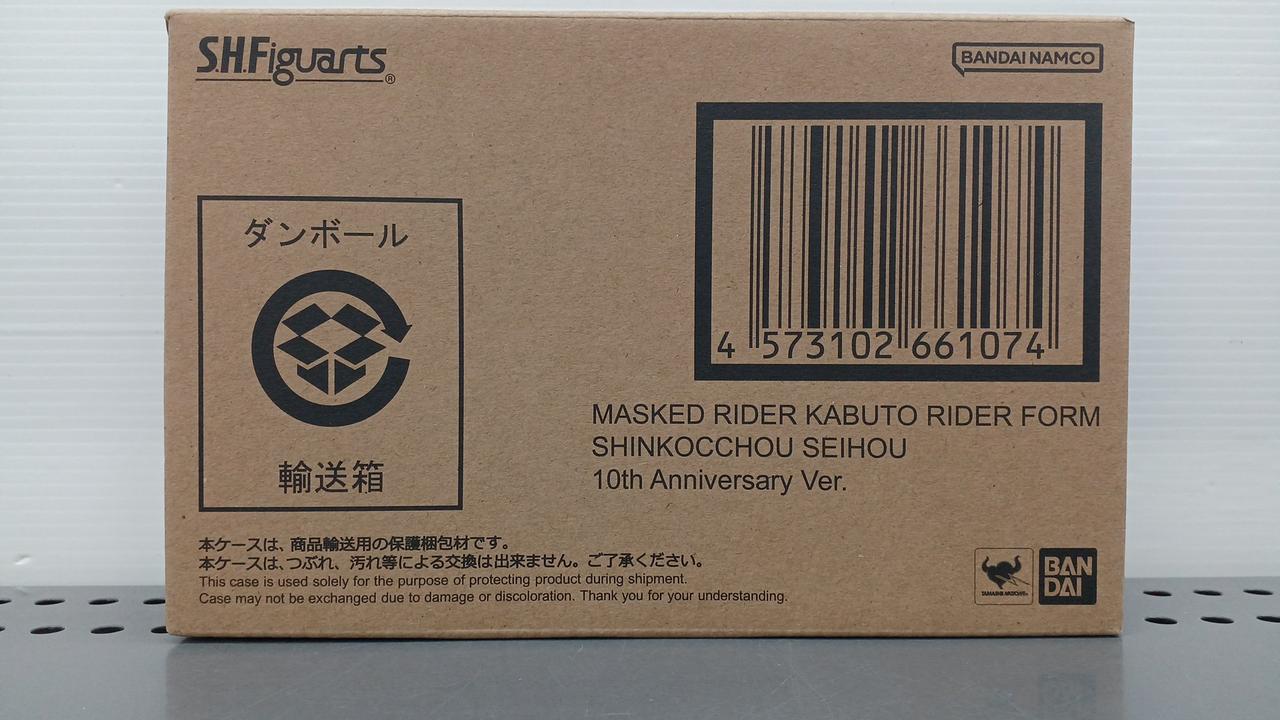 S.H.Figuarts®
BANDAI NAMCO
ダンボール
輸送箱
4 573102 661074
MASKED RIDER KABUTO RIDER FORM
SHINKOCCHOU SEIHOU
10th Anniversary Ver.
本ケースは、商品輸送用の保護梱包材です。
本ケースは、つぶれ、汚れ等による交換は出来ません。ご了承ください。
This case is used solely for the purpose of protecting product during shipment.
Case may not be exchanged due to damage or discoloration. Thank you for your understanding.
TAMASHII NATIONS
BAN
DAI